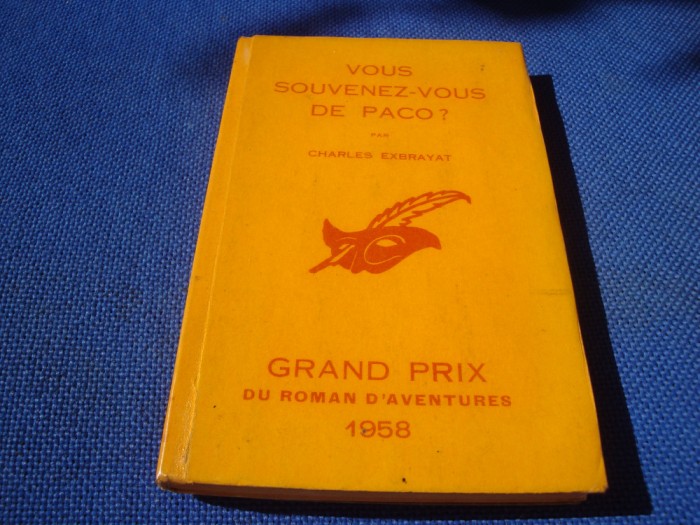 VOUS
SOUVENEZ-VOUS
DE PACO?
PAR
CHARLES EXBRAYAT
GRAND PRIX
DU ROMAN D'AVENTURES
1958